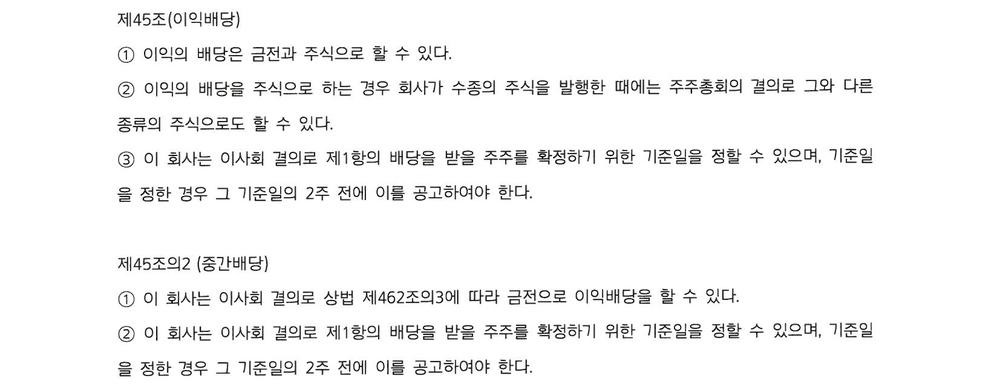 제45조(이익배당)
① 이익의 배당은 금전과 주식으로 할 수 있다.
② 이익의 배당을 주식으로 하는 경우 회사가 수종의 주식을 발행한 때에는 주주총회의 결의로 그와 다른
종류의 주식으로도 할 수 있다.
③ 이 회사는 이사회 결의로 제1항의 배당을 받을 주주를 확정하기 위한 기준일을 정할 수 있으며, 기준일
을 정한 경우 그 기준일의 2주 전에 이를 공고하여야 한다.
제45조의2 (중간배당)
① 이 회사는 이사회 결의로 상법 제462조의3에 따라 금전으로 이익배당을 할 수 있다.
② 이 회사는 이사회 결의로 제1항의 배당을 받을 주주를 확정하기 위한 기준일을 정할 수 있으며, 기준일
을 정한 경우 그 기준일의 2주 전에 이를 공고하여야 한다.